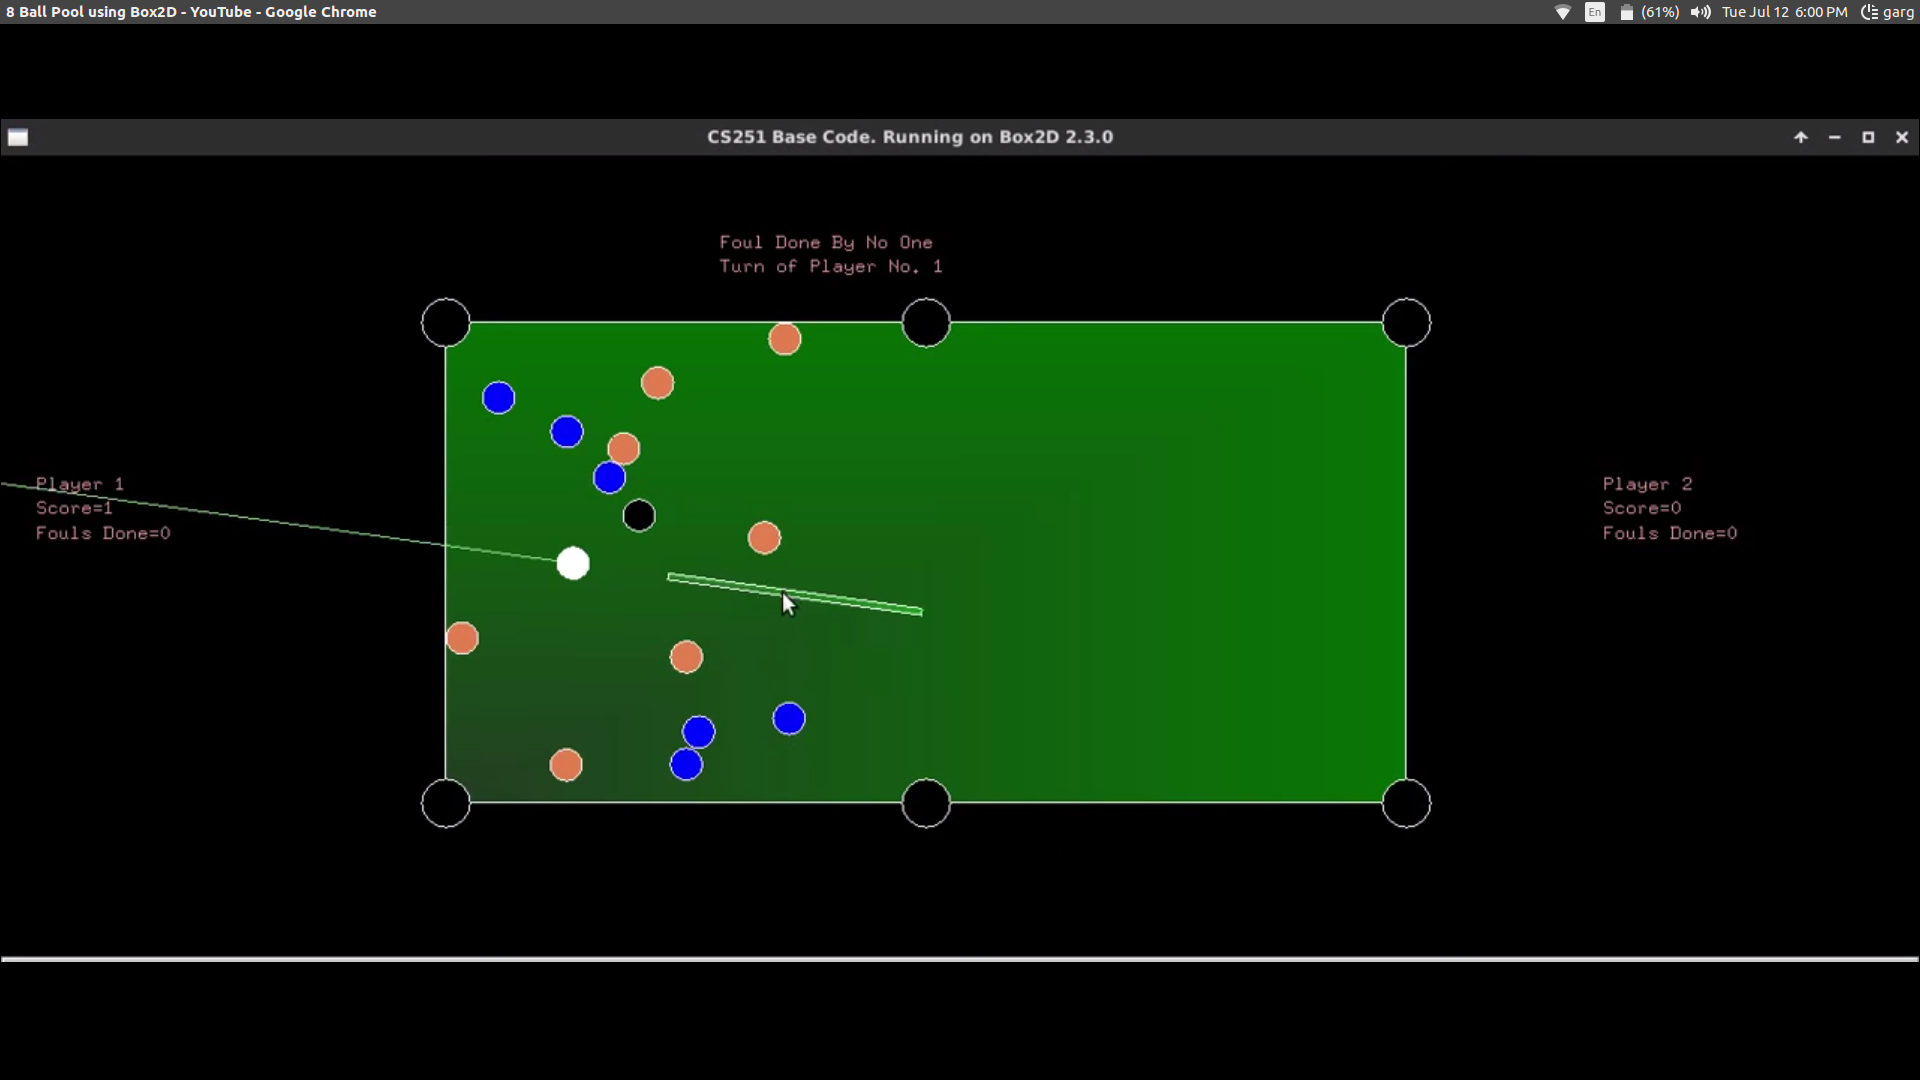 8 Ball Pool using Box2D - YouTube - Google Chrome
En
(61%)
Tue Jul 12 6:00 PM
garg
CS251 Base Code. Running on Box2D 2.3.0
Foul Done By No One
Turn of Player No. 1
Player 1
Score=1
Fouls Done=0
Player 2
Score=0
Fouls Done=0